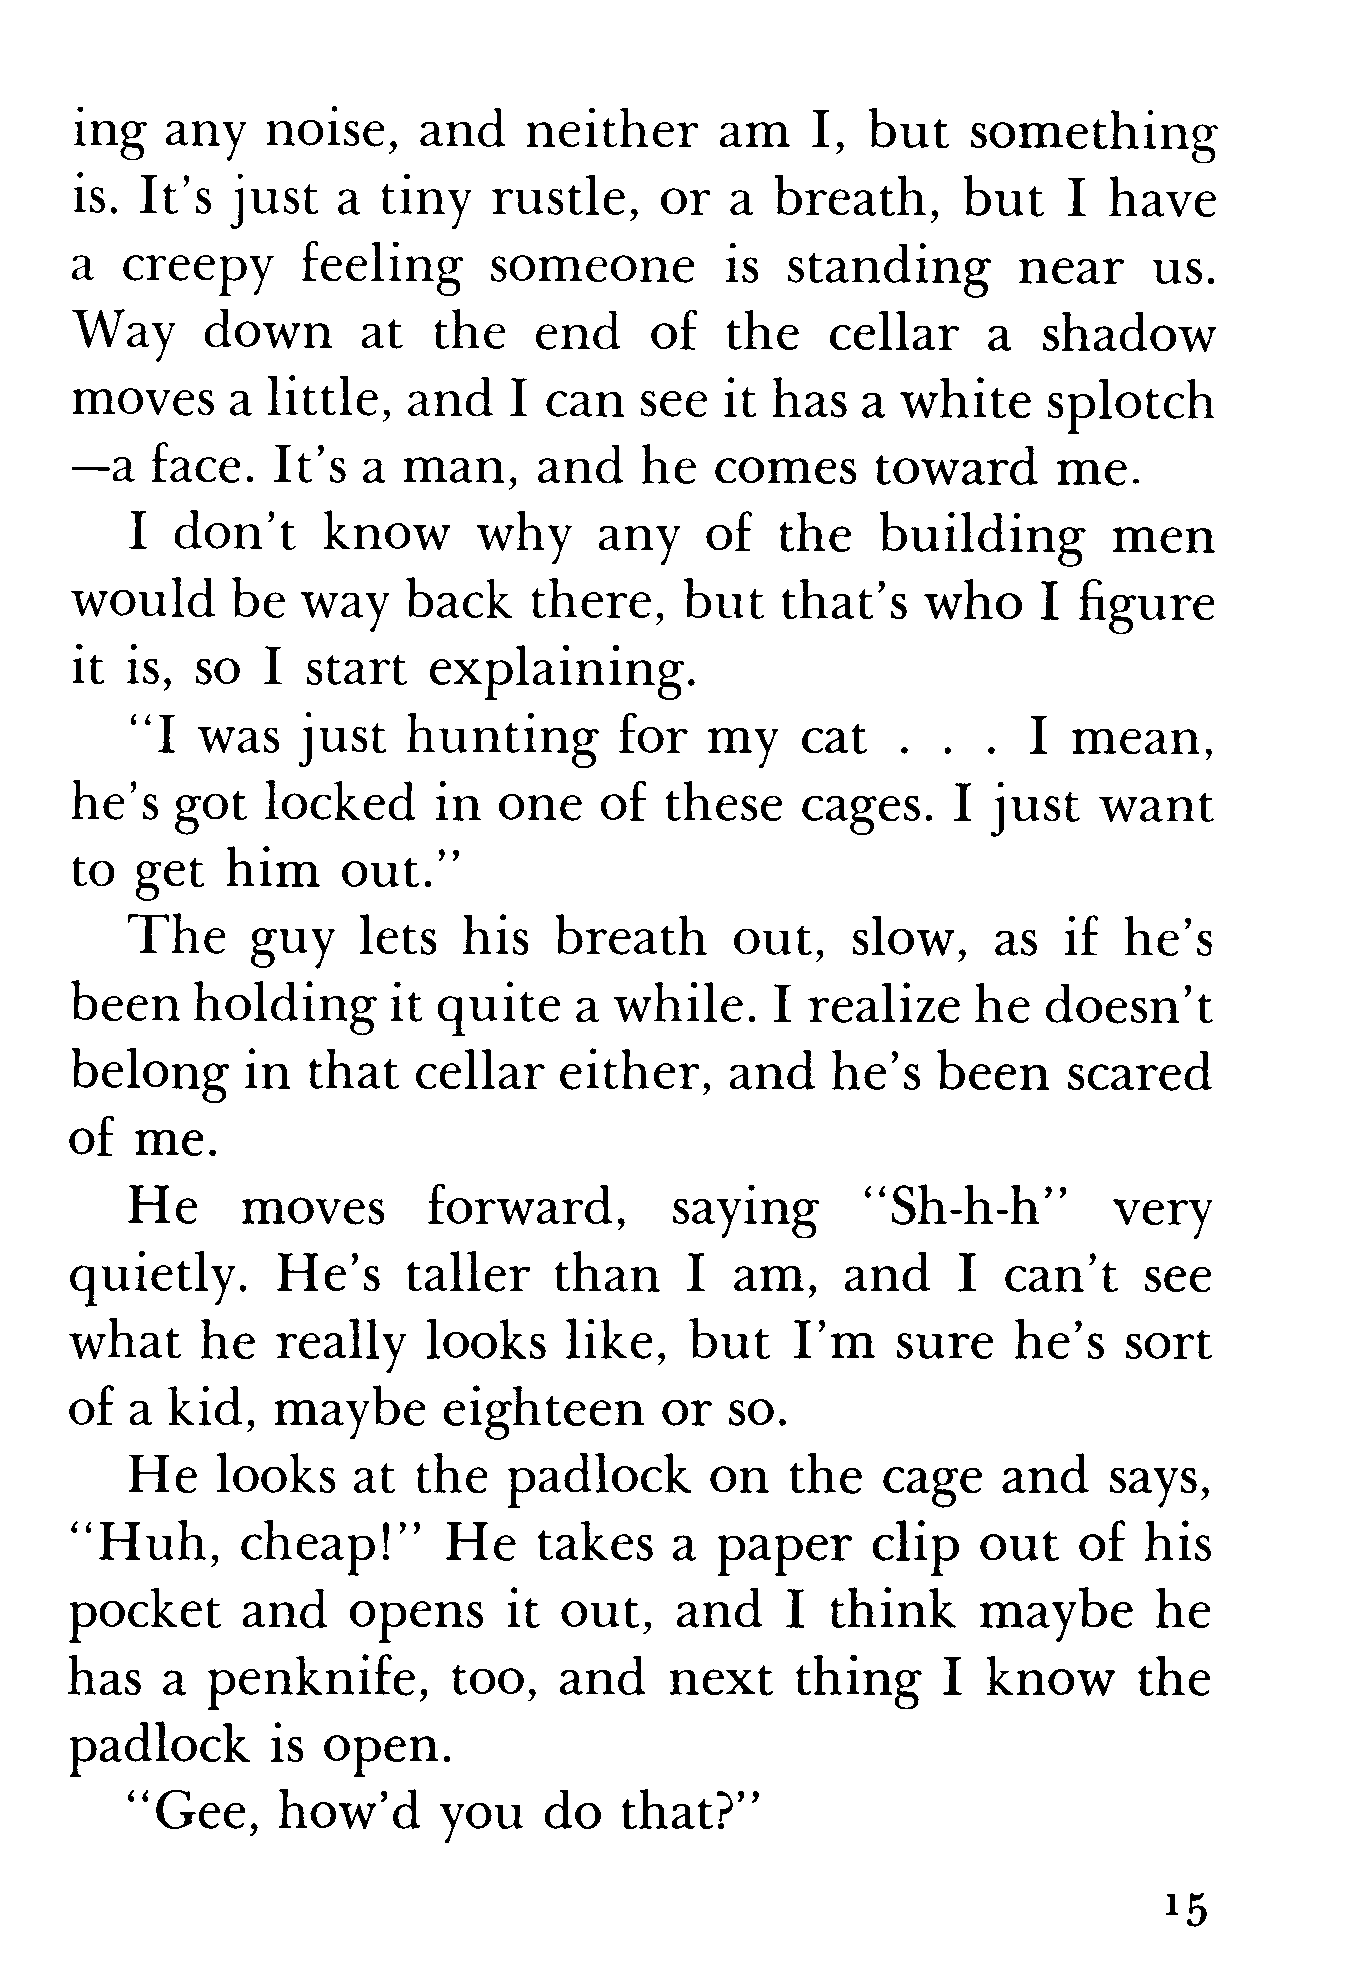 ing any noise, and neither am I, but something
is. It's just a tiny rustle, or a breath, but I have
a creepy feeling someone is standing near us.
Way down at the end of the cellar a shadow
moves a little, and I can see it has a white splotch
—a face. It's a man, and he comes toward me.
I don't know why any of the building men
would be way back there, but that's who I figure
it is, so I start explaining.
"I was just hunting for my cat . . . I mean,
he's got locked in one of these cages. I just want
to get him out."
The guy lets his breath out, slow, as if he's
been holding it quite a while. I realize he doesn't
belong in that cellar either, and he's been scared
of me.
He moves forward, saying "Sh-h-h" very
quietly. He's taller than I am, and I can't see
what he really looks like, but I'm sure he's sort
of a kid, maybe eighteen or so.
He looks at the padlock on the cage and says,
"Huh, cheap!" He takes a paper clip out of his
pocket and opens it out, and I think maybe he
has a penknife, too, and next thing I know the
padlock is open.
"Gee, how'd you do that?"
15